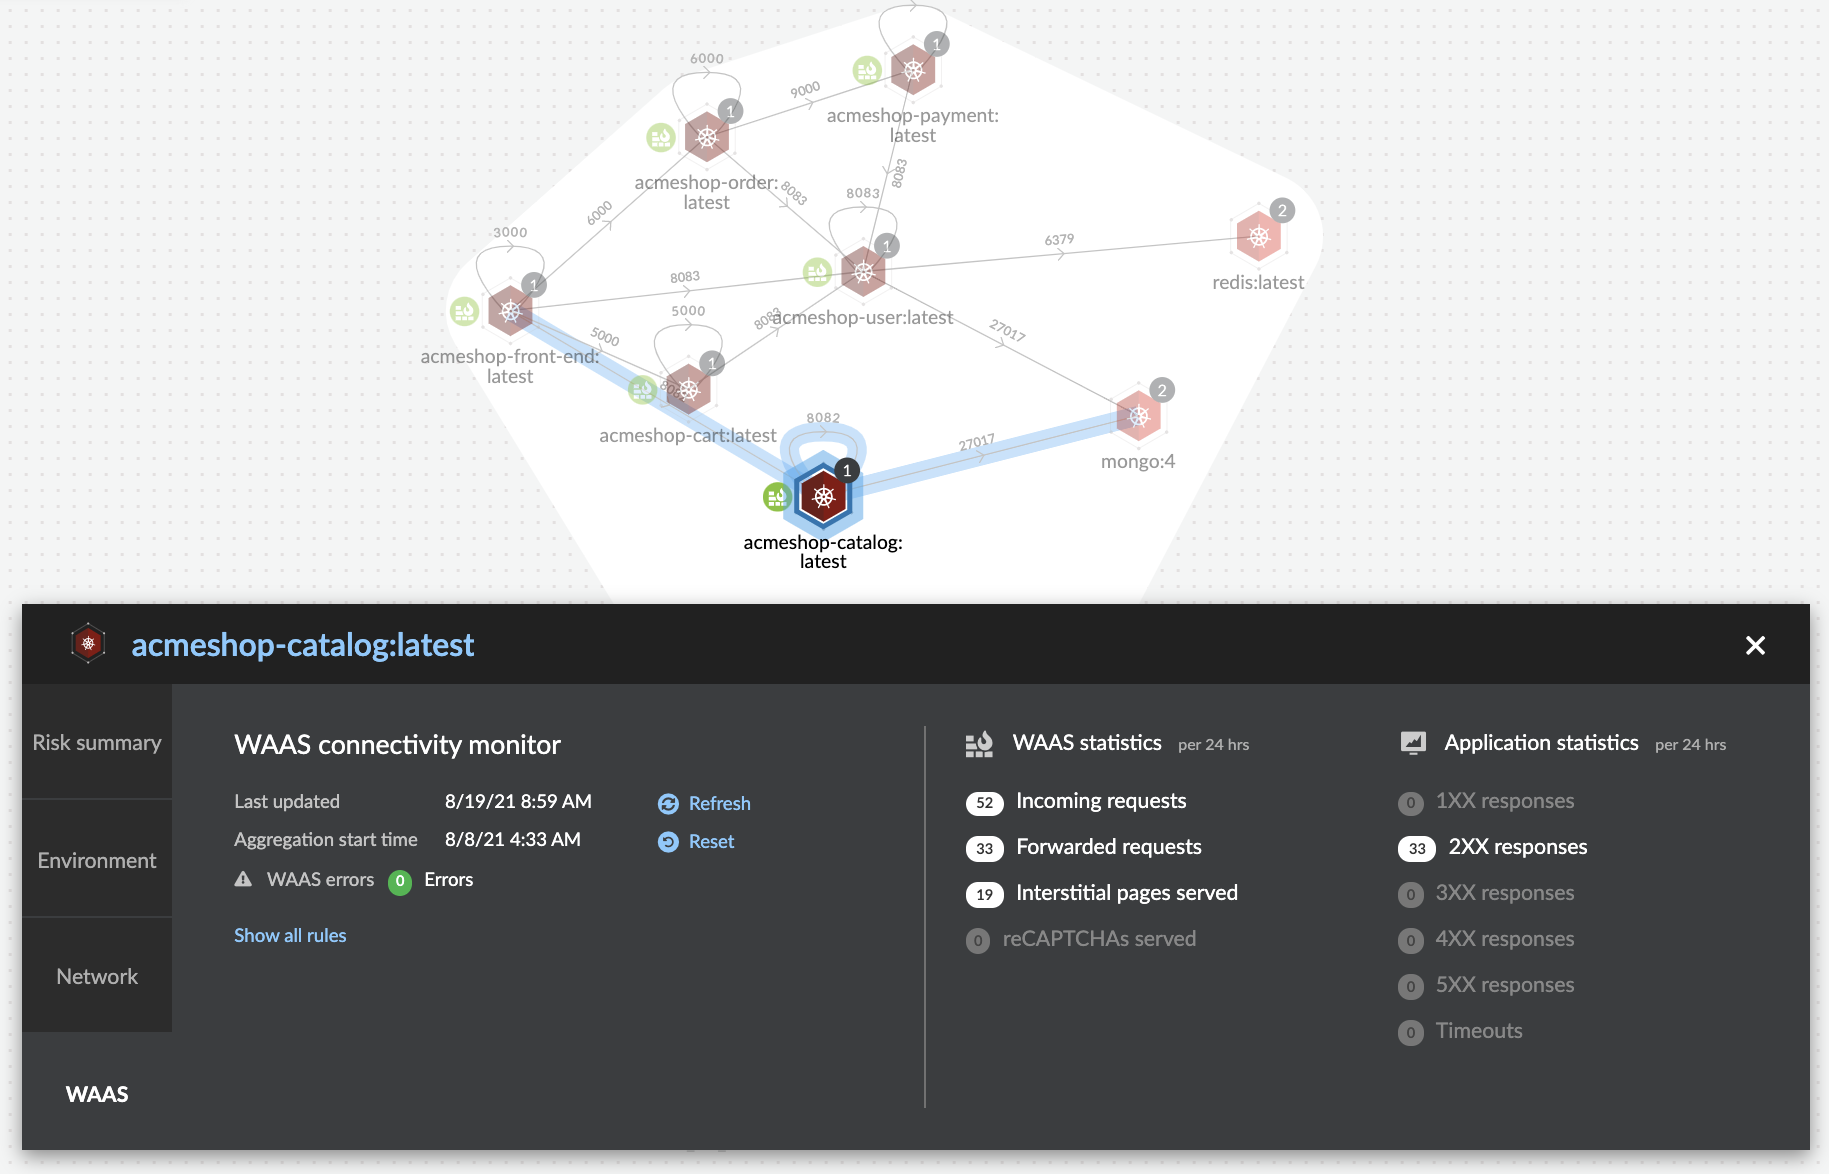 1
6000
9000
1
acmeshop-payment:
latest
acmeshop-order:
latest
8083
8083
6000
8083
2
3000
1
6379
redis:latest
1
8083
5000
8083
acmeshop-user:latest
5000
27017
acmeshop-front-end:
latest
1
2
acmeshop-cart:latest
8082
27017
mongo:4
1
acmeshop-catalog:
latest
acmeshop-catalog:latest
Risk summary
Environment
Network
WAAS
WAAS connectivity monitor
Last updated 8/19/21 8:59 AM Refresh
Aggregation start time 8/8/21 4:33 AM Reset
WAAS errors 0 Errors
Show all rules
WAAS statistics per 24 hrs
52 Incoming requests
33 Forwarded requests
19 Interstitial pages served
0 reCAPTCHAs served
Application statistics per 24 hrs
0 1XX responses
33 2XX responses
0 3XX responses
0 4XX responses
0 5XX responses
0 Timeouts